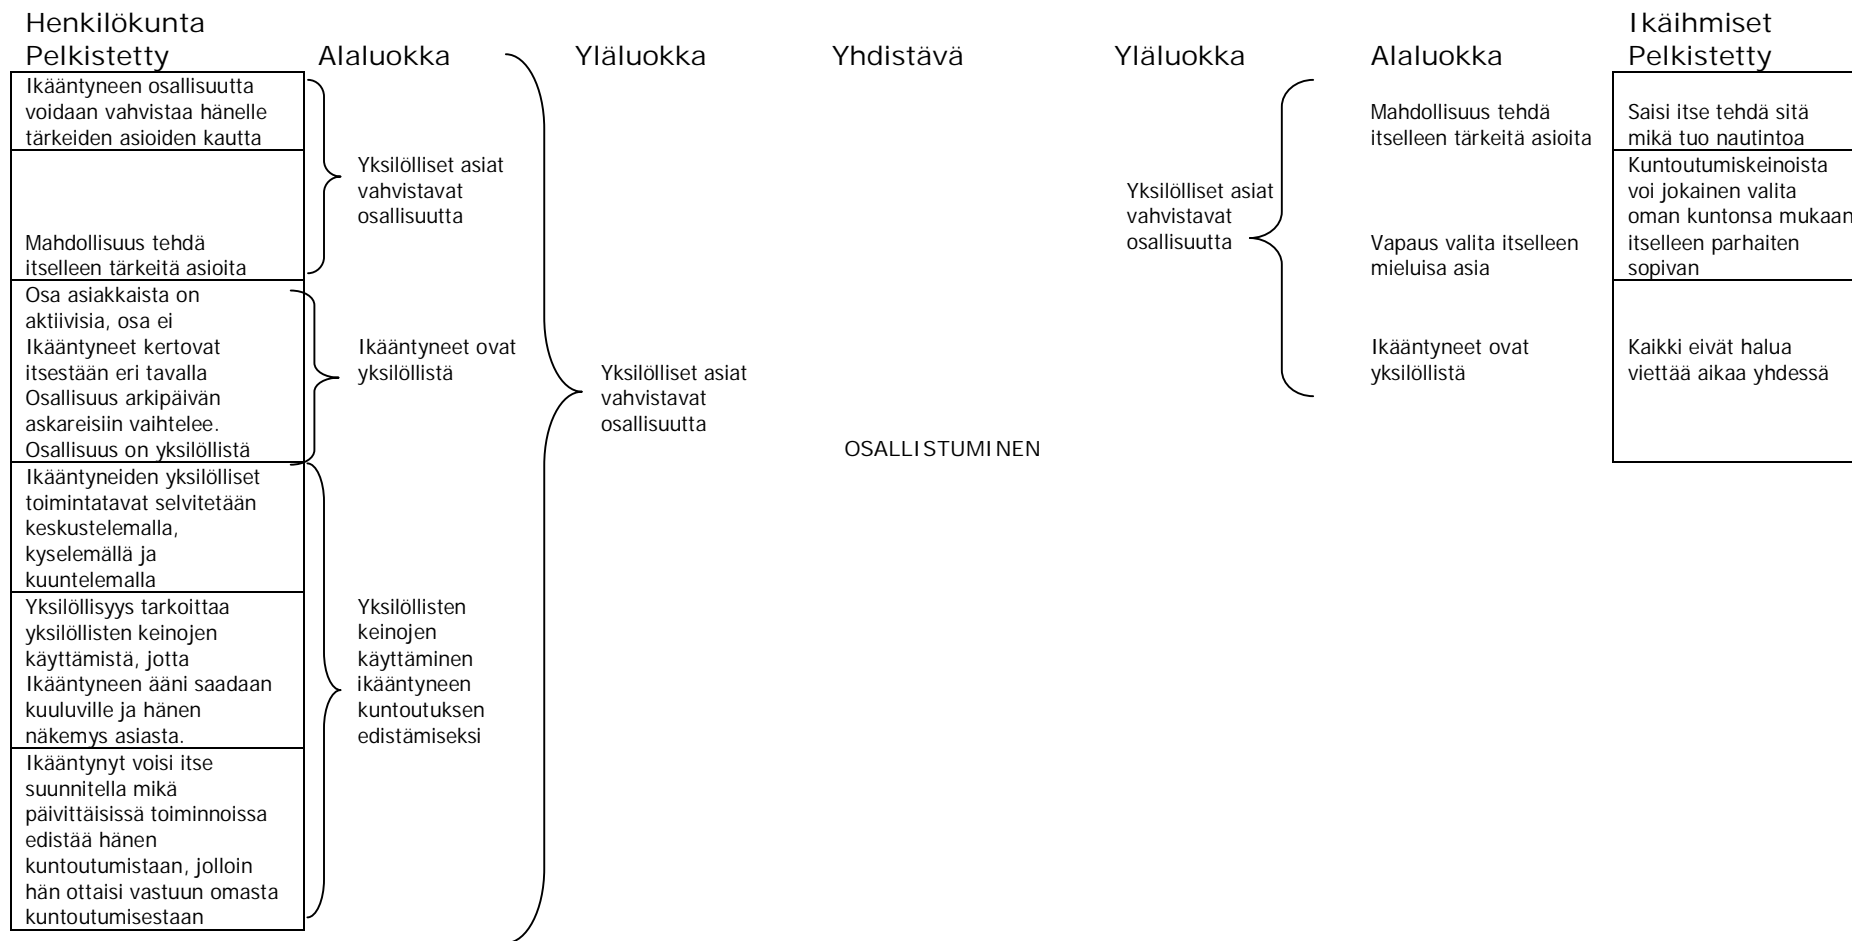 Henkilökunta
Pelkistetty
Alaluokka
Yläluokka
Yhdistävä
Yläluokka
Alaluokka
Ikäihmiset
Pelkistetty
Ikääntyneen osallisuutta
voidaan vahvistaa hänelle
tärkeiden asioiden kautta
Mahdollisuus tehdä
itselleen tärkeitä asioita
Osa asiakkaista on
aktiivisia, osa ei
Ikääntyneet kertovat
itsestään eri tavalla
Osallisuus arkipäivän
askareisiin vaihtelee.
Osallisuus on yksilöllistä
Ikääntyneiden yksilölliset
toimintatavat selvitetään
keskustelemalla,
kyselemällä ja
kuuntelemalla
Yksilöllisyys tarkoittaa
yksilöllisten keinojen
käyttämistä, jotta
Ikääntyneen ääni saadaan
kuuluville ja hänen
näkemys asiasta.
Ikääntynyt voisi itse
suunnitella mikä
päivittäisissä toiminnoissa
edistää hänen
kuntoutumistaan, jolloin
hän ottaisi vastuun omasta
kuntoutumisestaan
Yksilölliset asiat
vahvistavat
osallisuutta
Ikääntyneet ovat
yksilöllistä
Yksilöllisten
keinojen
käyttäminen
ikääntyneen
kuntoutuksen
edistämiseksi
Yksilölliset asiat
vahvistavat
osallisuutta
OSALLISTUMINEN
Yksilölliset asiat
vahvistavat
osallisuutta
Mahdollisuus tehdä
itselleen tärkeitä asioita
Vapaus valita itselleen
mieluisa asia
Ikääntyneet ovat
yksilöllistä
Saisi itse tehdä sitä
mikä tuo nautintoa
Kuntoutumiskeinoista
voi jokainen valita
oman kuntonsa mukaan
itselleen parhaiten
sopivan
Kaikki eivät halua
viettää aikaa yhdessä